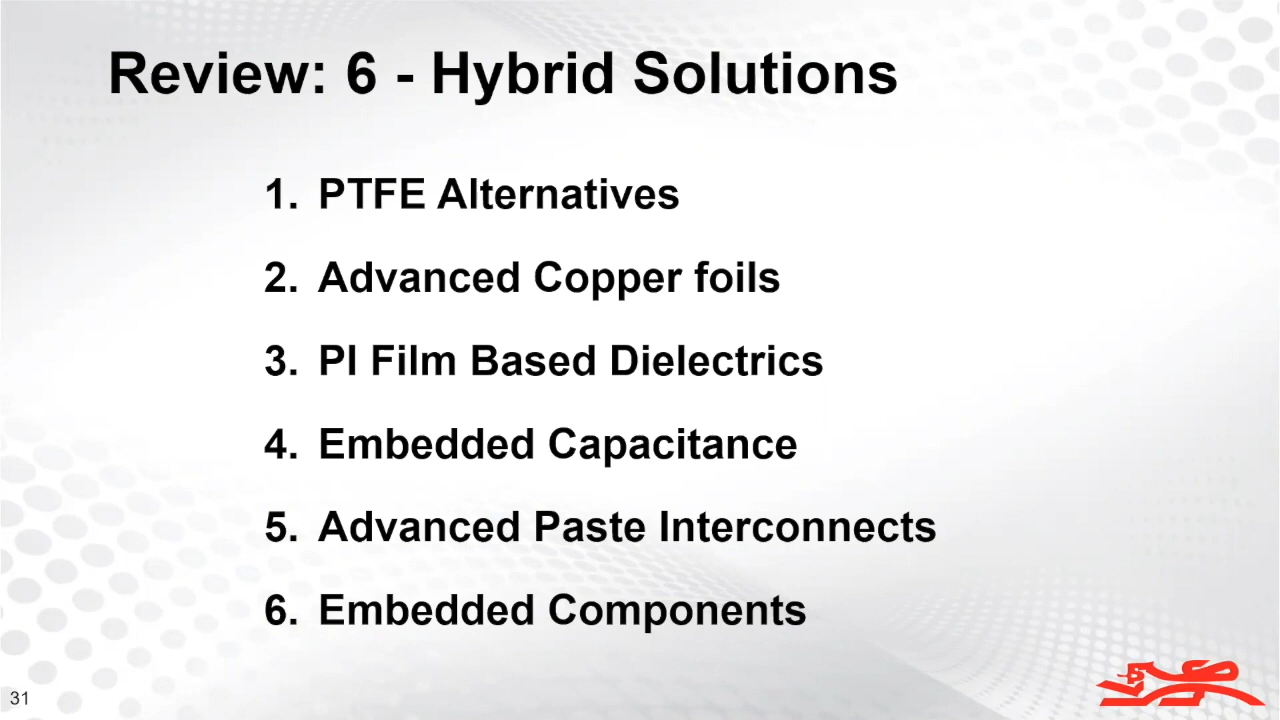 Review: 6 - Hybrid Solutions
1. PTFE Alternatives
2. Advanced Copper foils
3. PI Film Based Dielectrics
4. Embedded Capacitance
5. Advanced Paste Interconnects
6. Embedded Components
31